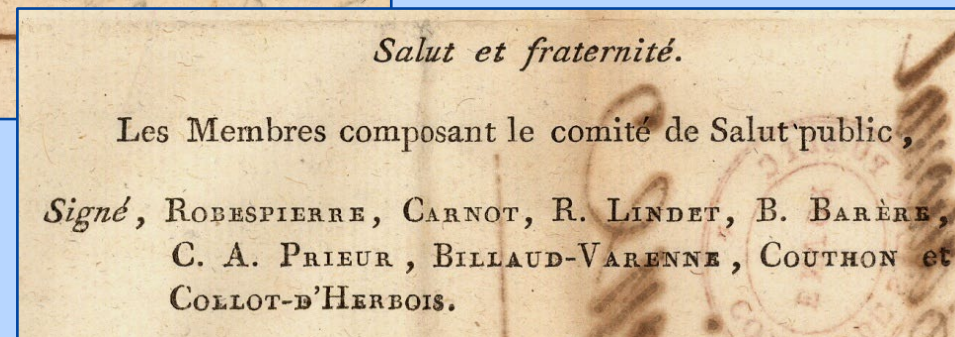 Salut et fraternité.
Les Membres composant le comité de Salut public,
Signé, ROBESPIERRE, CARNOT, R. LINDET, B. BARÈRE,
C. A. PRIEUR, BILLAUD-VARENNE, COUTHON et
COLLOT-D'HERBOIS.